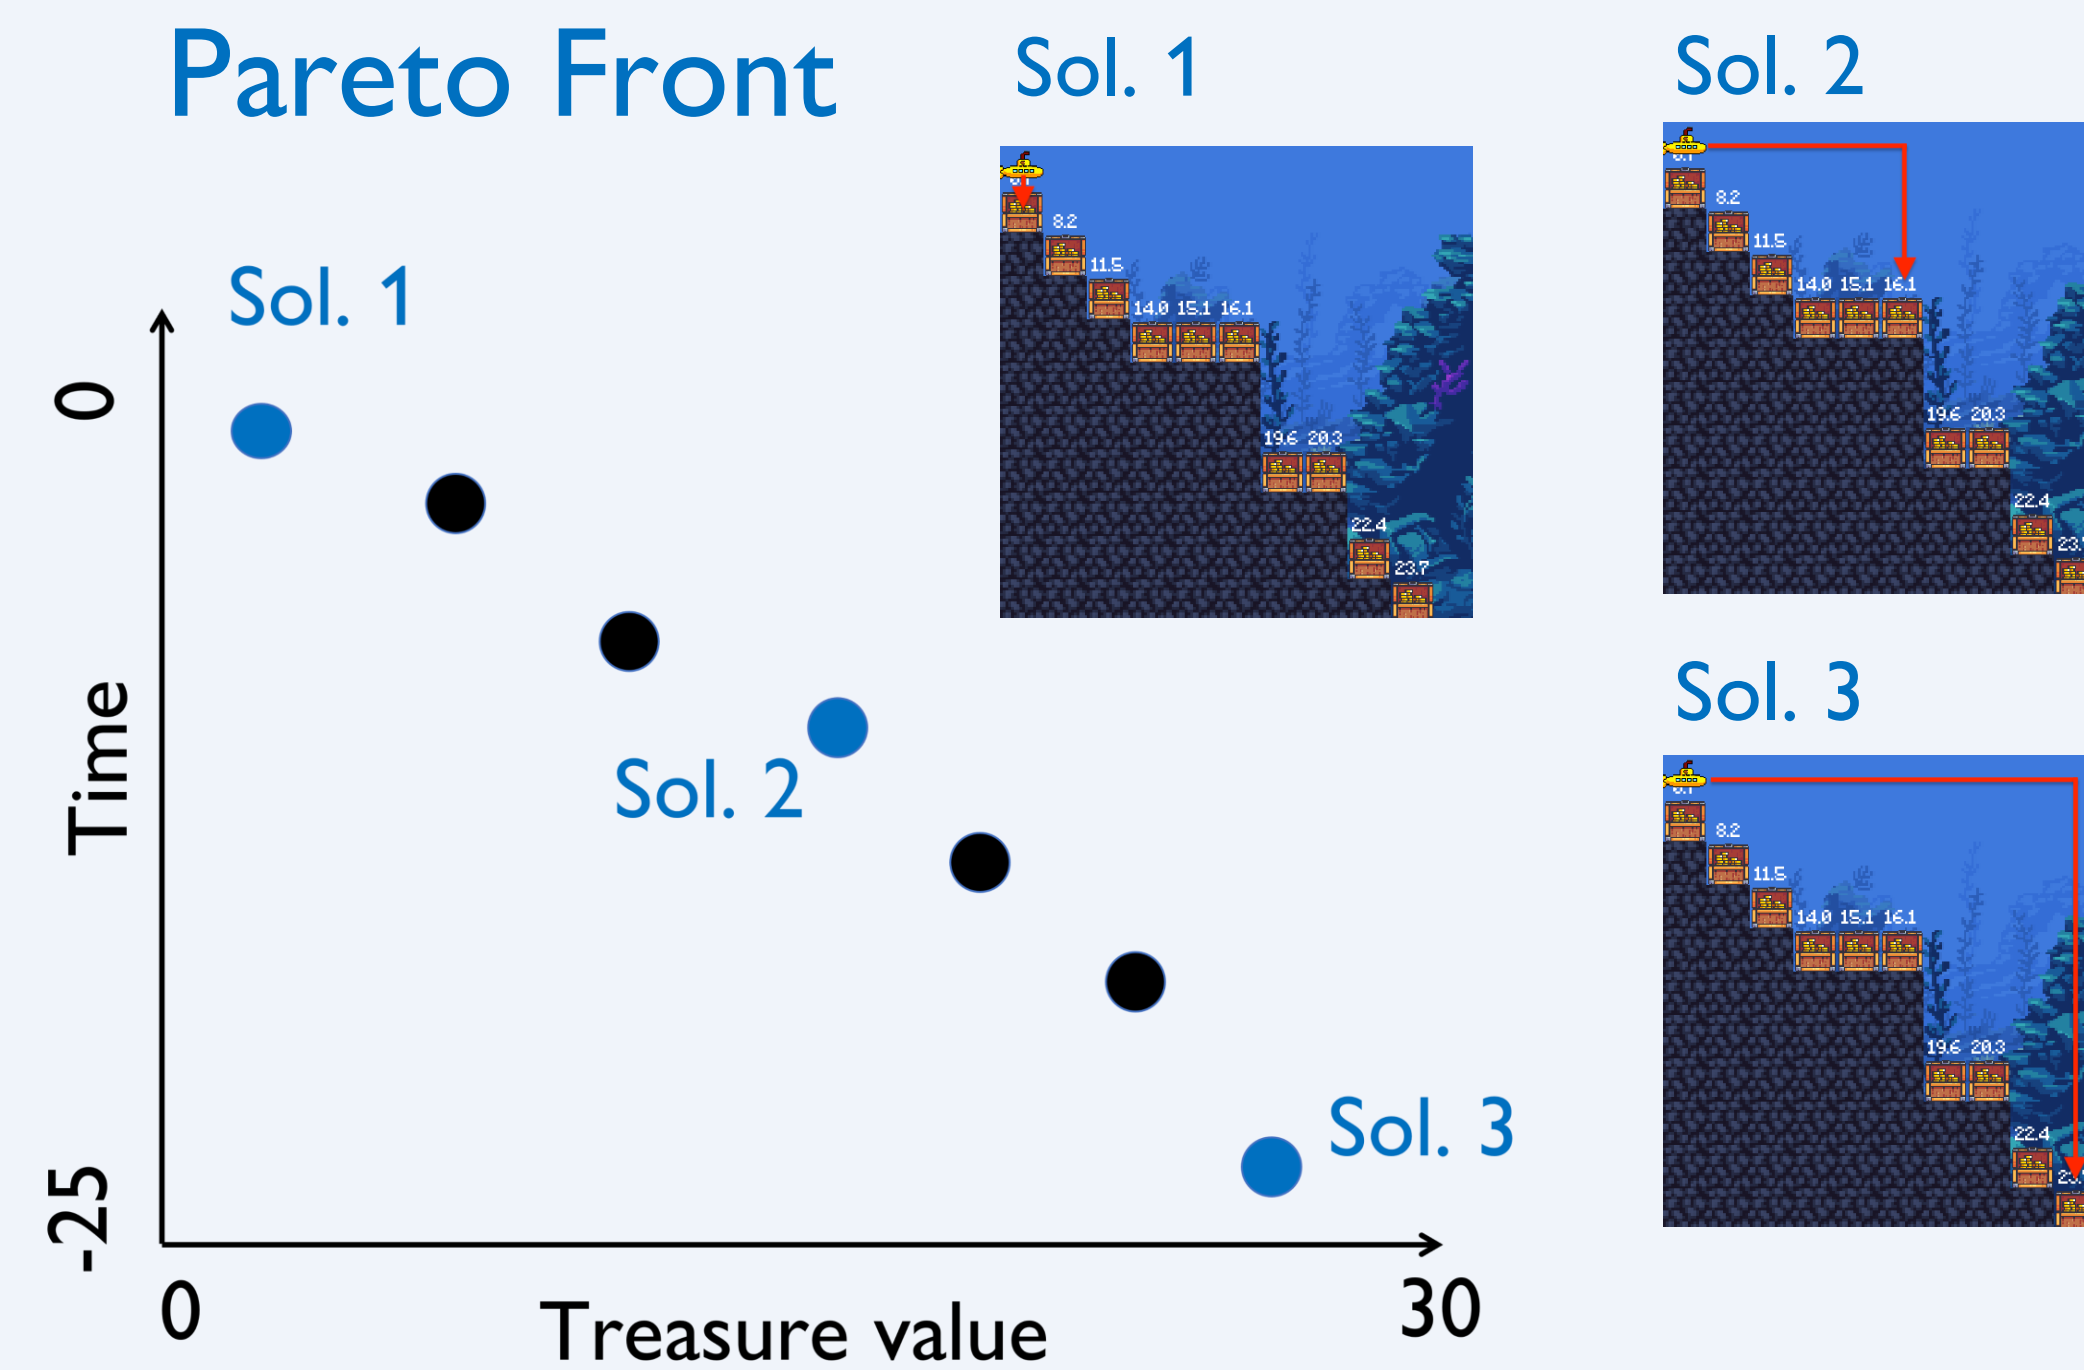 Pareto Front
Sol. 1
8.2
11.5
14.0 15.1 16.1
19.6 20.3
22.4
23.7
Sol. 2
8.2
11.5
14.0 15.1 16.1
19.6 20.3
22.4
Sol. 3
8.2
11.5
14.0 15.1 16.1
19.6 20.3
22.4
Sol. 1
0
Time
Sol. 2
Sol. 3
-25
0
Treasure value
30